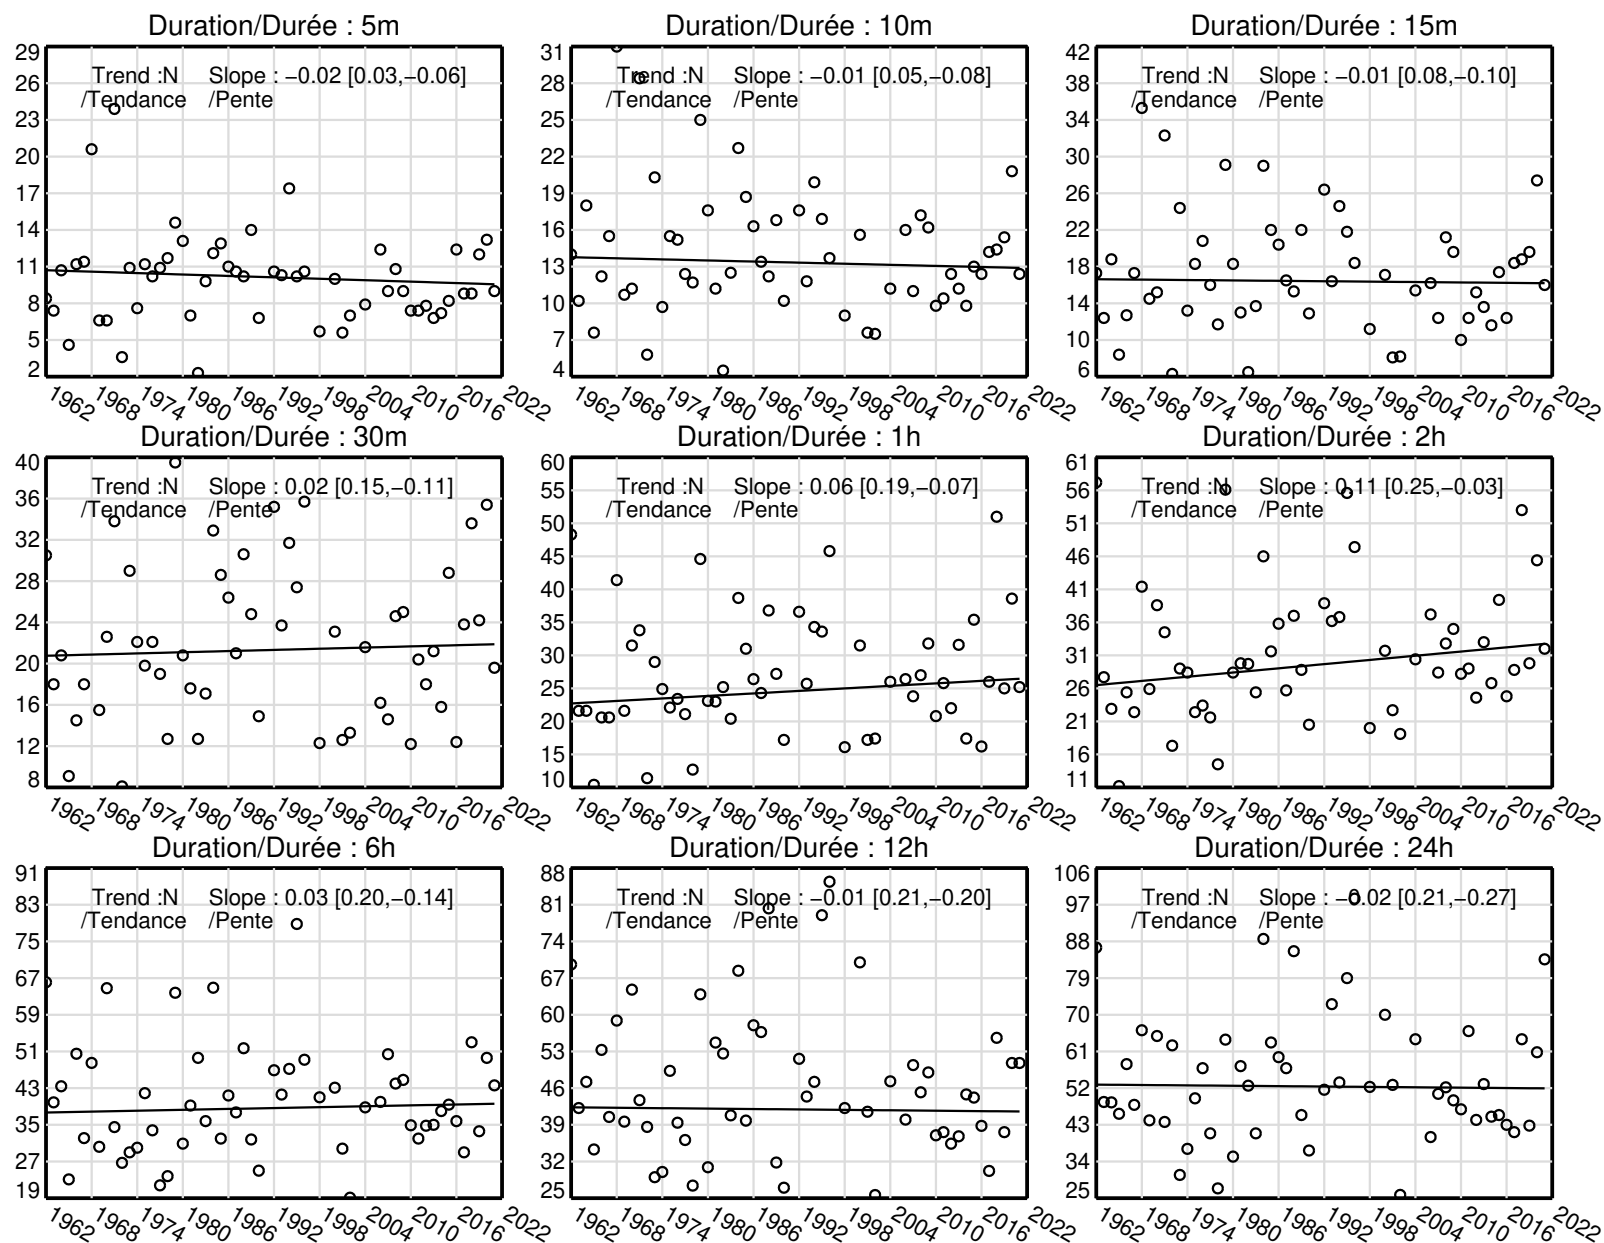 Duration/Durée : 5m
29
26
23
20
17
14
11
8
5
2
Trend :N Slope : −0.02 [0.03,−0.06]
/Tendance /Pente
1962 1968 1974 1980 1986 1992 1998 2004 2010 2016 2022
Duration/Durée : 10m
31
28
25
22
19
16
13
10
7
4
Trend :N Slope : −0.01 [0.05,−0.08]
/Tendance /Pente
1962 1968 1974 1980 1986 1992 1998 2004 2010 2016 2022
Duration/Durée : 15m
42
38
34
30
26
22
18
14
10
6
Trend :N Slope : −0.01 [0.08,−0.10]
/Tendance /Pente
1962 1968 1974 1980 1986 1992 1998 2004 2010 2016 2022
Duration/Durée : 30m
40
36
32
28
24
20
16
12
8
Trend :N Slope : 0.02 [0.15,−0.11]
/Tendance /Pente
1962 1968 1974 1980 1986 1992 1998 2004 2010 2016 2022
Duration/Durée : 1h
60
55
50
45
40
35
30
25
20
15
10
Trend :N Slope : 0.06 [0.19,−0.07]
/Tendance /Pente
1962 1968 1974 1980 1986 1992 1998 2004 2010 2016 2022
Duration/Durée : 2h
61
56
51
46
41
36
31
26
21
16
11
Trend :N Slope : 0.11 [0.25,−0.03]
/Tendance /Pente
1962 1968 1974 1980 1986 1992 1998 2004 2010 2016 2022
Duration/Durée : 6h
91
83
75
67
59
51
43
35
27
19
Trend :N Slope : 0.03 [0.20,−0.14]
/Tendance /Pente
1962 1968 1974 1980 1986 1992 1998 2004 2010 2016 2022
Duration/Durée : 12h
88
81
74
67
60
53
46
39
32
25
Trend :N Slope : −0.01 [0.21,−0.20]
/Tendance /Pente
1962 1968 1974 1980 1986 1992 1998 2004 2010 2016 2022
Duration/Durée : 24h
106
97
88
79
70
61
52
43
34
25
Trend :N Slope : −0.02 [0.21,−0.27]
/Tendance /Pente
1962 1968 1974 1980 1986 1992 1998 2004 2010 2016 2022